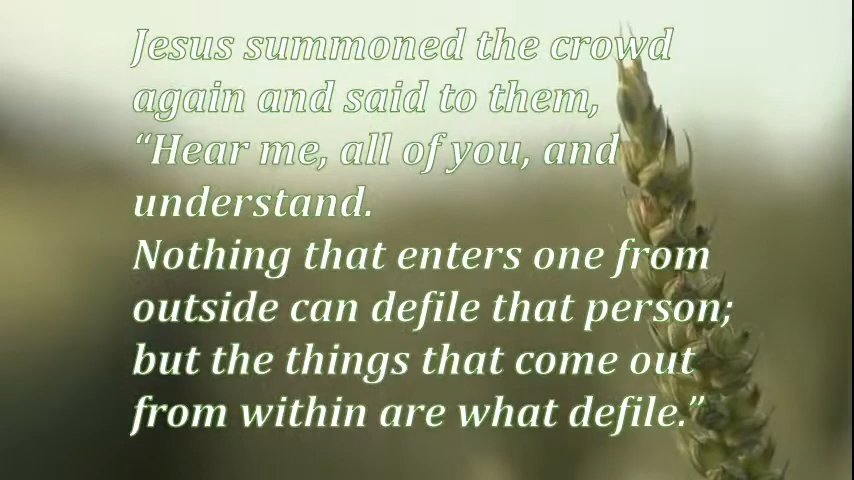 Jesus summoned the crowd
again and said to them,
“Hear me, all of you, and
understand.
Nothing that enters one from
outside can defile that person;
but the things that come out
from within are what defile.”